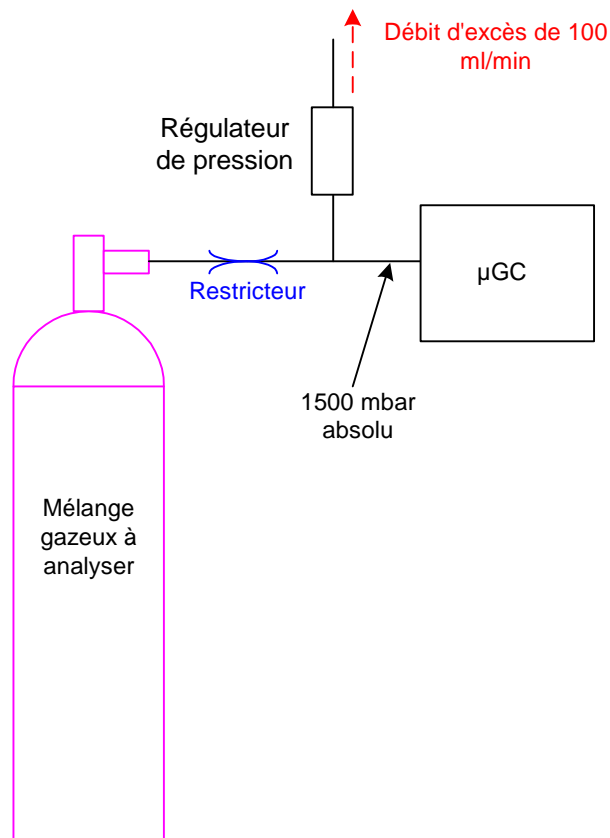 Débit d'excès de 100
ml/min
Régulateur
de pression
µGC
Restricteur
1500 mbar
absolu
Mélange
gazeux à
analyser